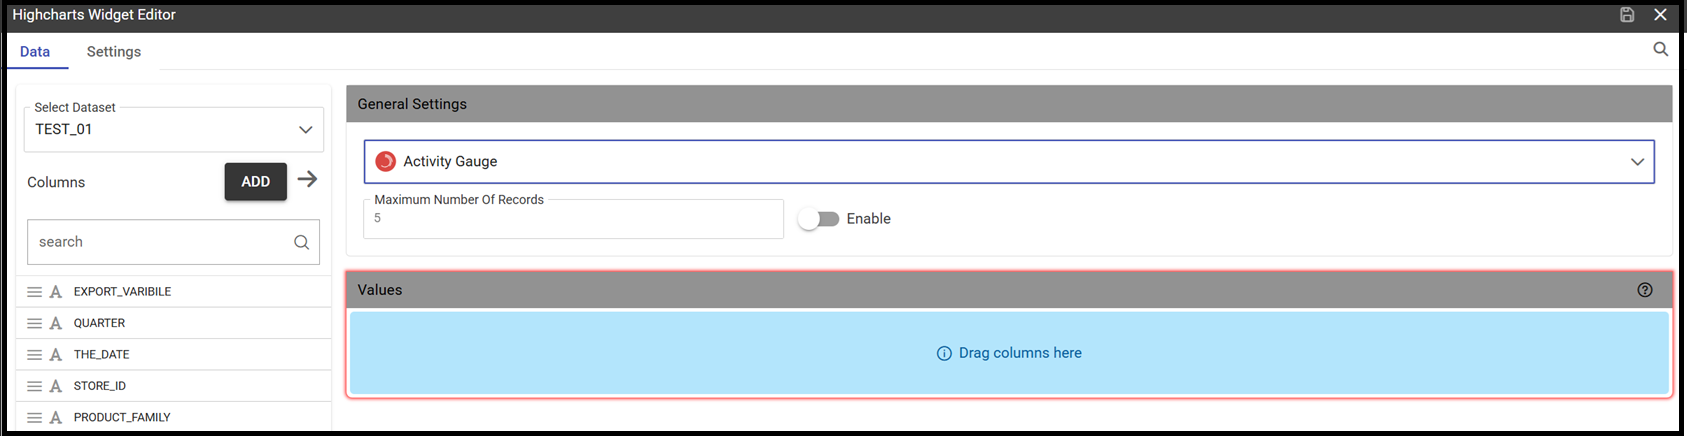 Highcharts Widget Editor
Data
Settings
Select Dataset
TEST_01
Columns
ADD
search
EXPORT_VARIBILE
QUARTER
THE_DATE
STORE_ID
PRODUCT_FAMILY
General Settings
Activity Gauge
Maximum Number Of Records
5
Enable
Values
Drag columns here